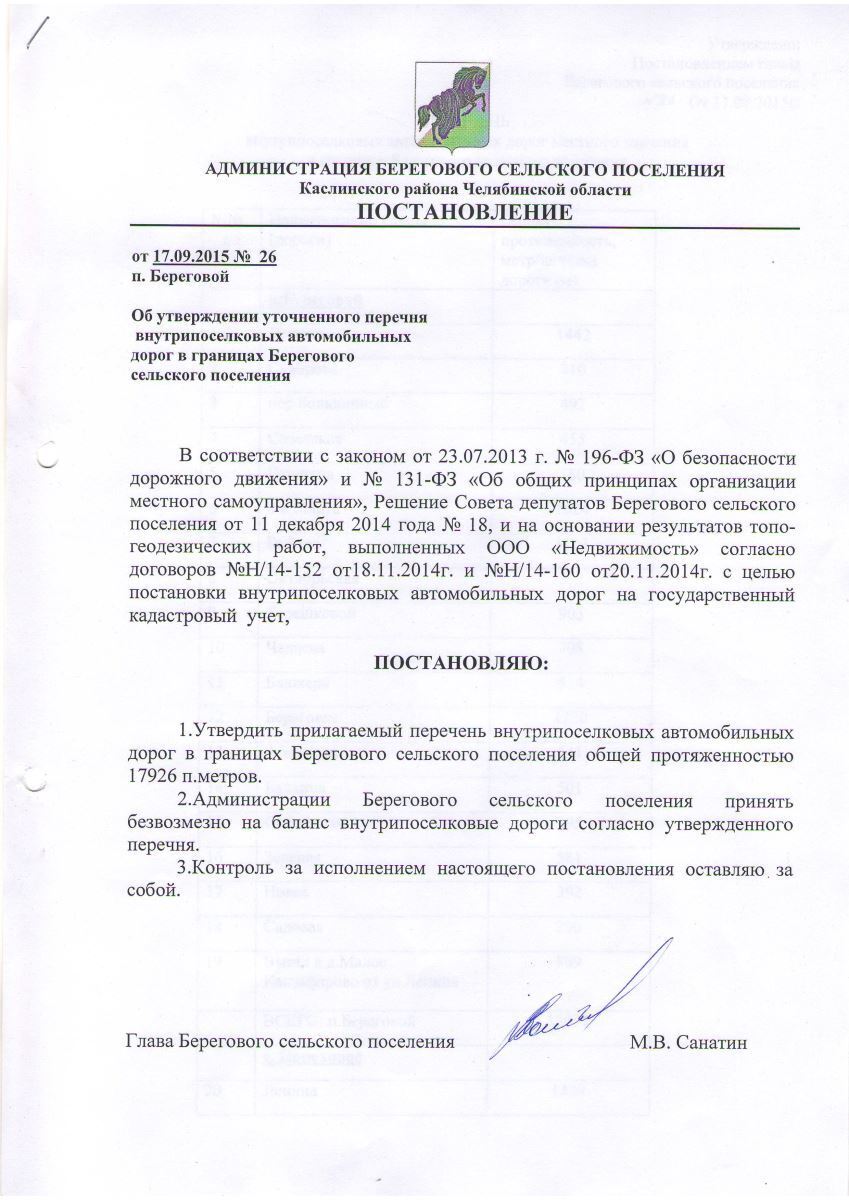 АДМИНИСТРАЦИЯ БЕРЕГОВОГО СЕЛЬСКОГО ПОСЕЛЕНИЯ
Каслинского района Челябинской области
ПОСТАНОВЛЕНИЕ
от 17.09.2015 № 26
п. Береговой
Об утверждении уточненного перечня
внутрипоселковых автомобильных
дорог в границах Берегового
сельского поселения
В соответствии с законом от 23.07.2013 г. № 196-ФЗ «О безопасности
дорожного движения» и № 131-ФЗ «Об общих принципах организации
местного самоуправления», Решение Совета депутатов Берегового сельского
поселения от 11 декабря 2014 года № 18, и на основании результатов топо-
геодезических работ, выполненных ООО «Недвижимость» согласно
договоров №Н/14-152 от18.11.2014г. и №Н/14-160 от20.11.2014г. с целью
постановки внутрипоселковых автомобильных дорог на государственный
кадастровый учет,
ПОСТАНОВЛЯЮ:
1.Утвердить прилагаемый перечень внутрипоселковых автомобильных
дорог в границах Берегового сельского поселения общей протяженностью
17926 п.метров.
2.Администрации Берегового сельского поселения принять
безвозмезно на баланс внутрипоселковые дороги согласно утвержденного
перечня.
3.Контроль за исполнением настоящего постановления оставляю за
собой.
Глава Берегового сельского поселения М.В. Санатин